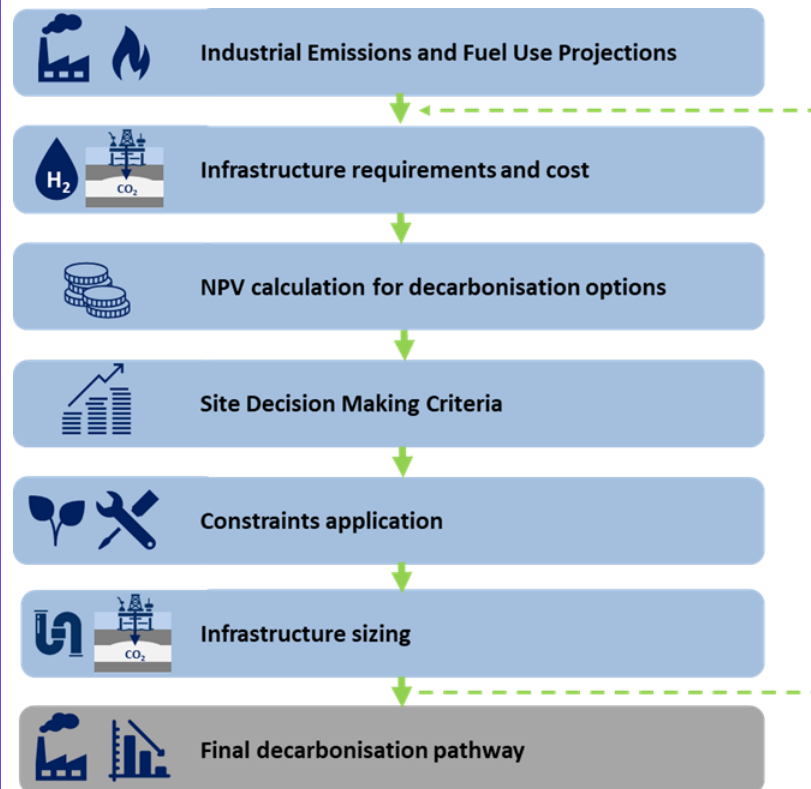 Industrial Emissions and Fuel Use Projections
H₂
CO₂
Infrastructure requirements and cost
NPV calculation for decarbonisation options
Site Decision Making Criteria
Constraints application
CO₂
Infrastructure sizing
Final decarbonisation pathway